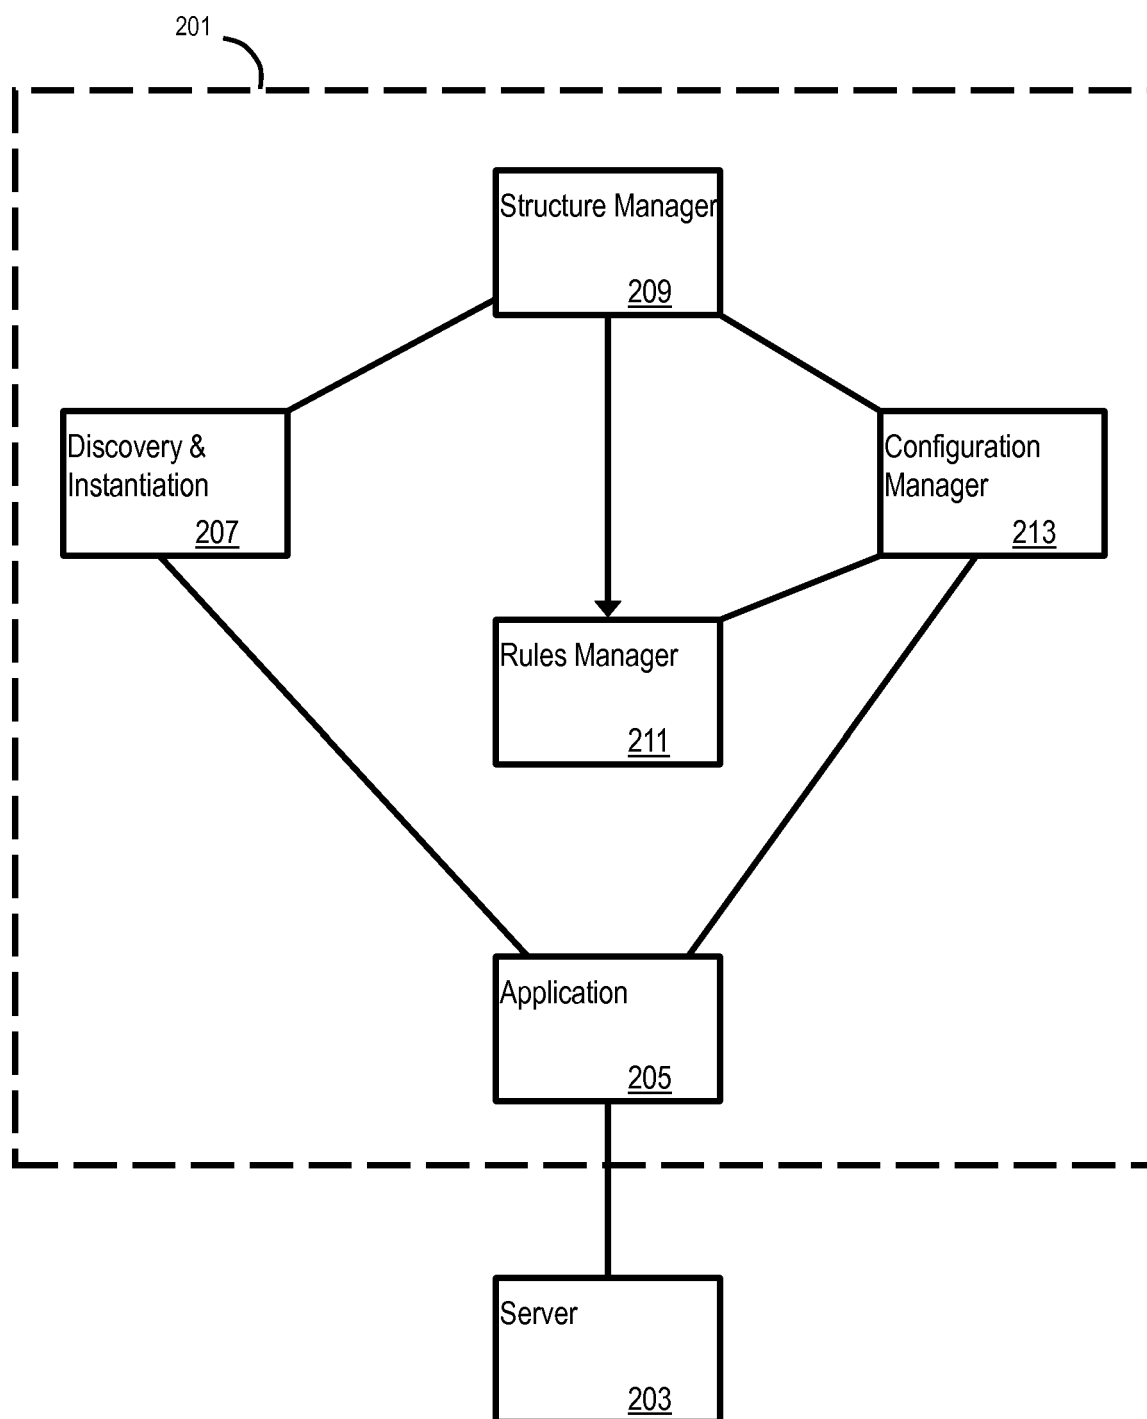 201
Structure Manager
209
Discovery &
Instantiation
207
Configuration
Manager
213
Rules Manager
211
Application
205
Server
203